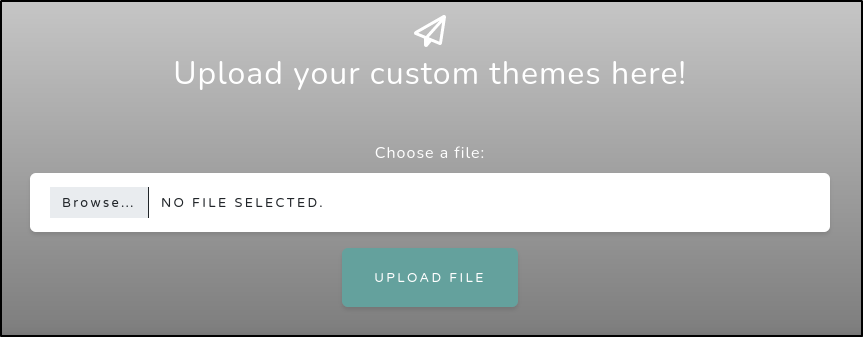 Upload your custom themes here!
Choose a file:
Browse... NO FILE SELECTED.
UPLOAD FILE